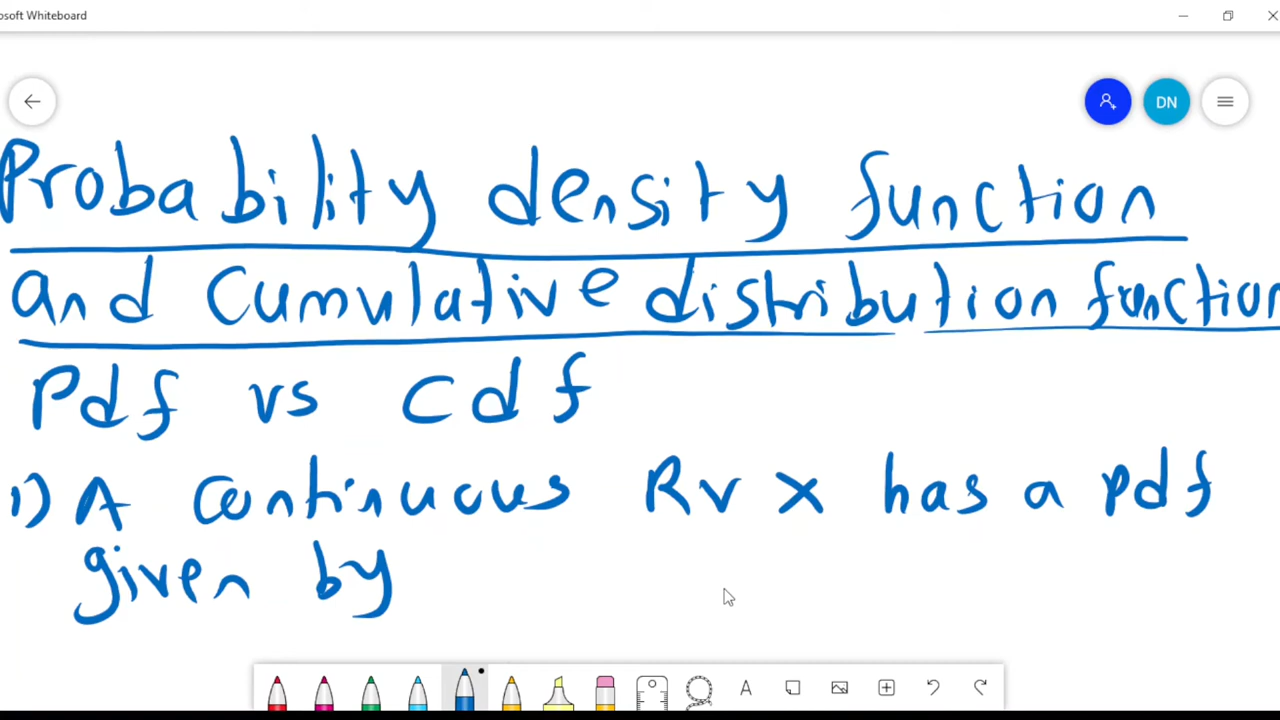 osoft Whiteboard
DN
Probability density function
and Cumulative distribution function
Pdf vs cdf
1) A continuous Rv X has a pdf
given by
A